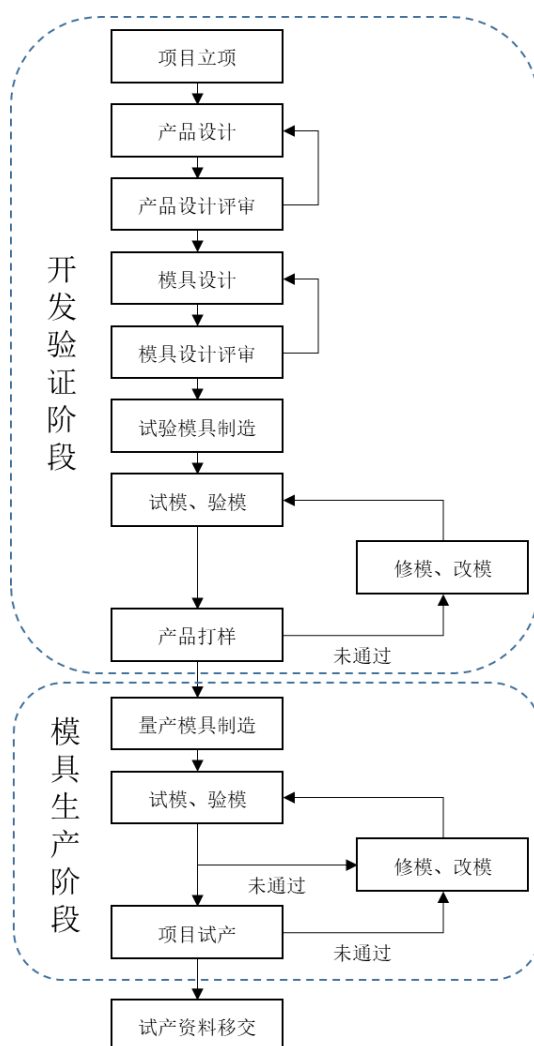 项目立项
产品设计
产品设计评审
模具设计
模具设计评审
试验模具制造
试模、验模
修模、改模
产品打样
未通过
开发验证阶段
量产模具制造
试模、验模
未通过
修模、改模
项目试产
未通过
模具生产阶段
试产资料移交